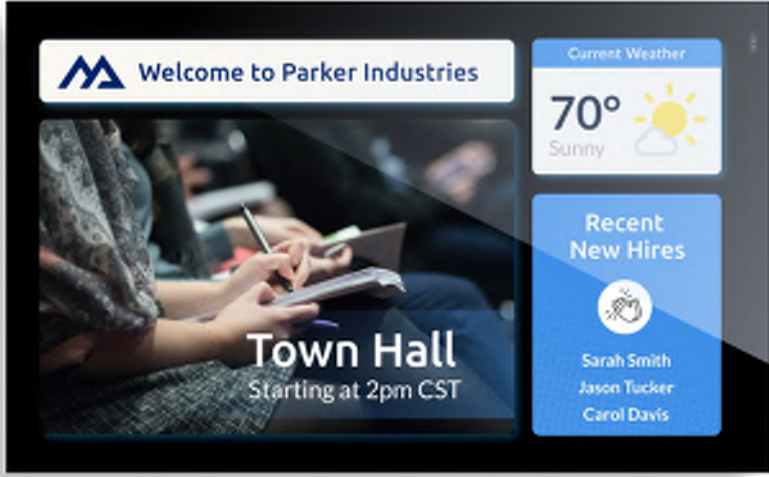 Welcome to Parker Industries
Current Weather
70°
Sunny
Town Hall
Starting at 2pm CST
Recent
New Hires
Sarah Smith
Jason Tucker
Carol Davis